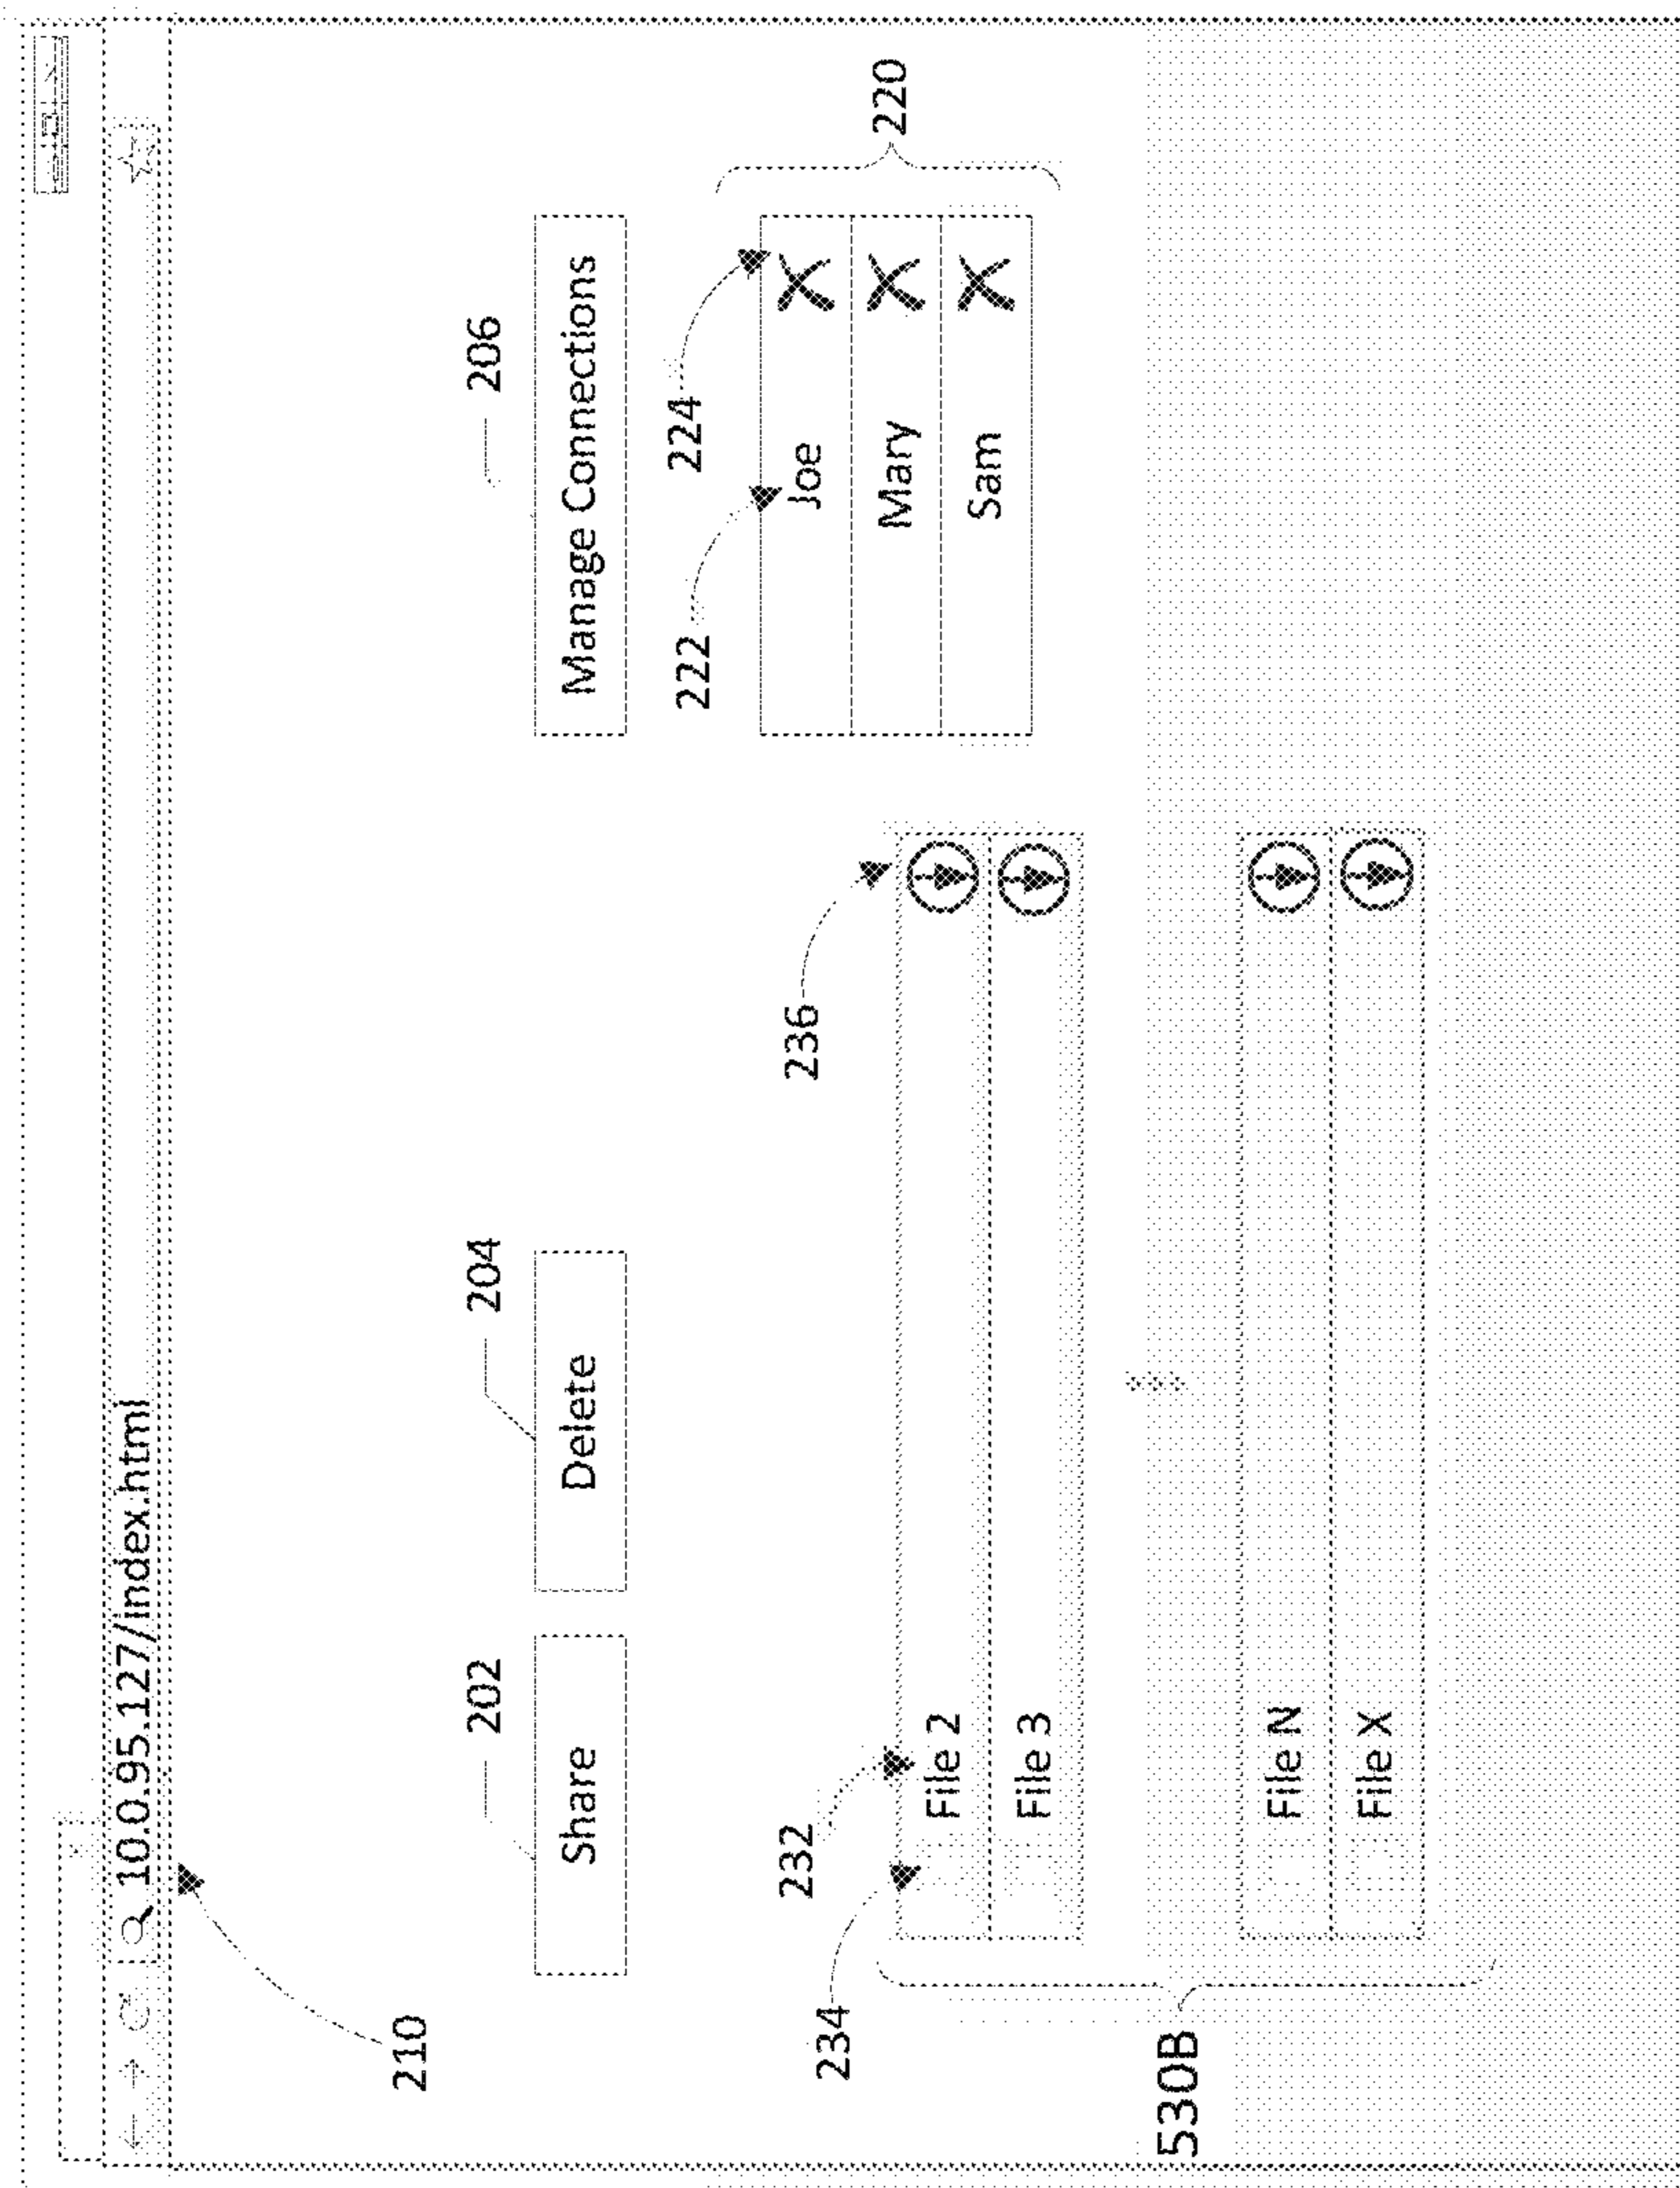 10.0.95.127/index.html
210
202
204
206
Share
Delete
Manage Connections
222
224
Joe X
Mary X
Sam X
220
234
232
236
File 2
File 3
File N
File X
530B